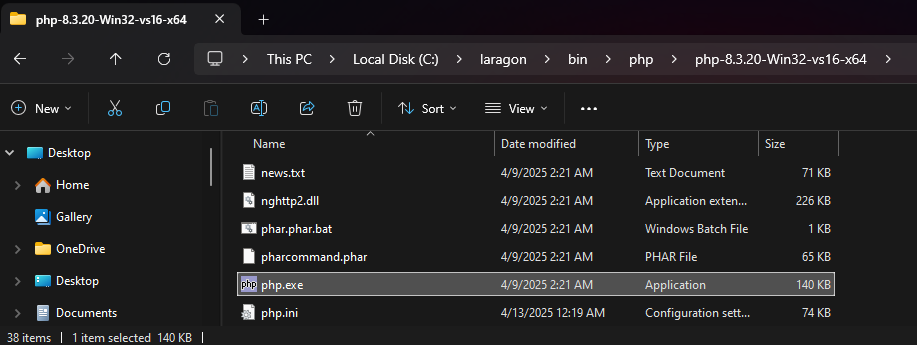 php-8.3.20-Win32-vs16-x64
This PC > Local Disk (C:) > laragon > bin > php > php-8.3.20-Win32-vs16-x64 >
New Sort View
Name Date modified Type Size
Desktop
Home
Gallery
OneDrive
Desktop
Documents
news.txt 4/9/2025 2:21 AM Text Document 71 KB
nghttp2.dll 4/9/2025 2:21 AM Application exten... 226 KB
phar.phar.bat 4/9/2025 2:21 AM Windows Batch File 1 KB
pharcommand.phar 4/9/2025 2:21 AM PHAR File 65 KB
php php.exe 4/9/2025 2:21 AM Application 140 KB
php.ini 4/13/2025 12:19 AM Configuration sett... 74 KB
38 items 1 item selected 140 KB